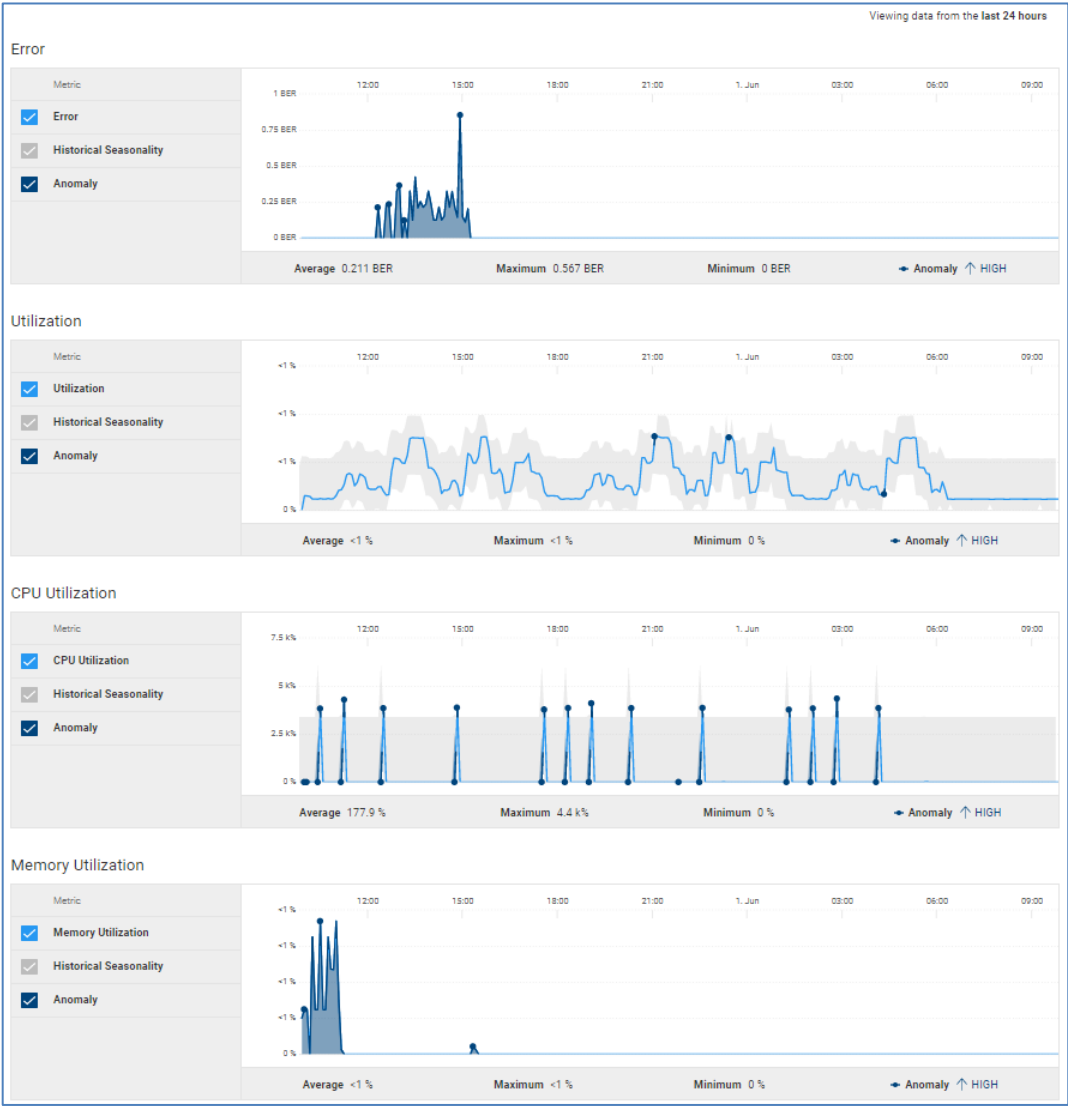 Viewing data from the last 24 hours
Error
Metric
Error
Historical Seasonality
Anomaly
12:00 15:00 18:00 21:00 1. Jun 03:00 06:00 09:00
1 BER
0.75 BER
0.5 BER
0.25 BER
0 BER
Average 0.211 BER Maximum 0.567 BER Minimum 0 BER Anomaly ↑ HIGH
Utilization
Metric
Utilization
Historical Seasonality
Anomaly
12:00 15:00 18:00 21:00 1. Jun 03:00 06:00 09:00
<1 %
<1 %
<1 %
0 %
Average <1 % Maximum <1 % Minimum 0 % Anomaly ↑ HIGH
CPU Utilization
Metric
CPU Utilization
Historical Seasonality
Anomaly
12:00 15:00 18:00 21:00 1. Jun 03:00 06:00 09:00
7.5 k%
5 k%
2.5 k%
0 %
Average 177.9 % Maximum 4.4 k% Minimum 0 % Anomaly ↑ HIGH
Memory Utilization
Metric
Memory Utilization
Historical Seasonality
Anomaly
12:00 15:00 18:00 21:00 1. Jun 03:00 06:00 09:00
<1 %
<1 %
<1 %
<1 %
0 %
Average <1 % Maximum <1 % Minimum 0 % Anomaly ↑ HIGH